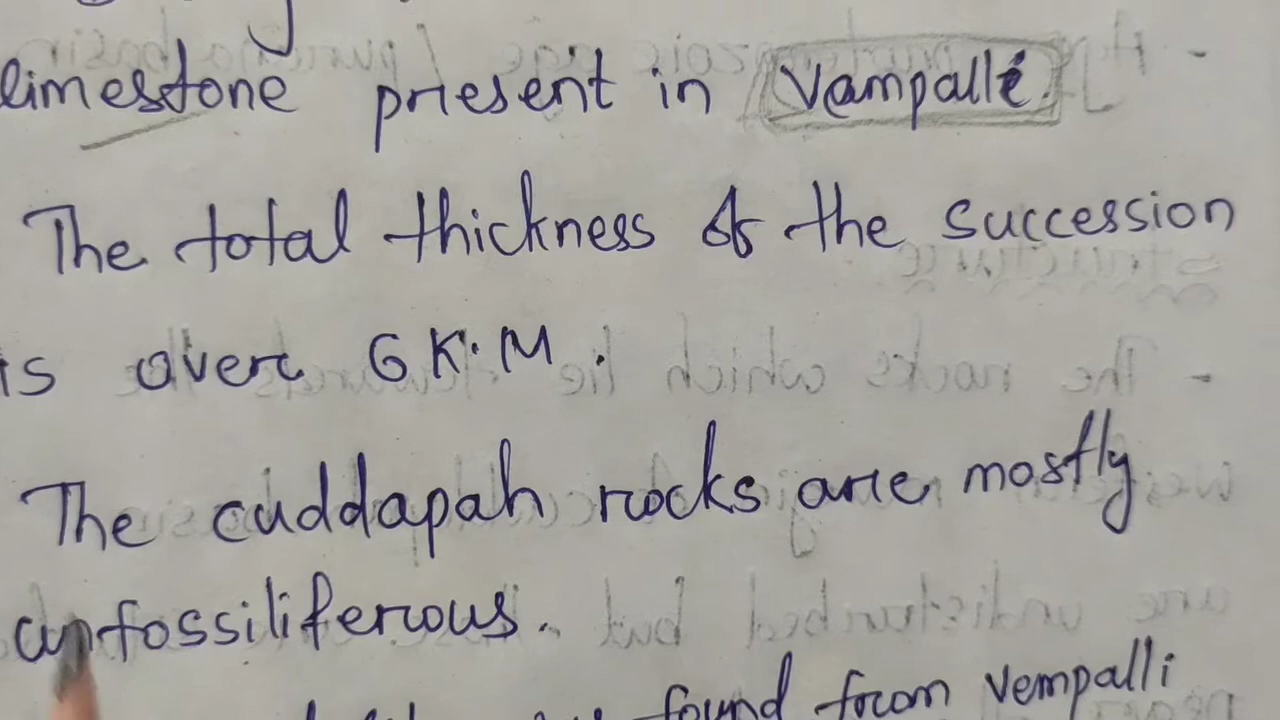 limestone present in Vampalle
The total thickness of the succession
is over 6 K.M.
The cuddapah rocks are mostly
unfossiliferous.
found from vempalli